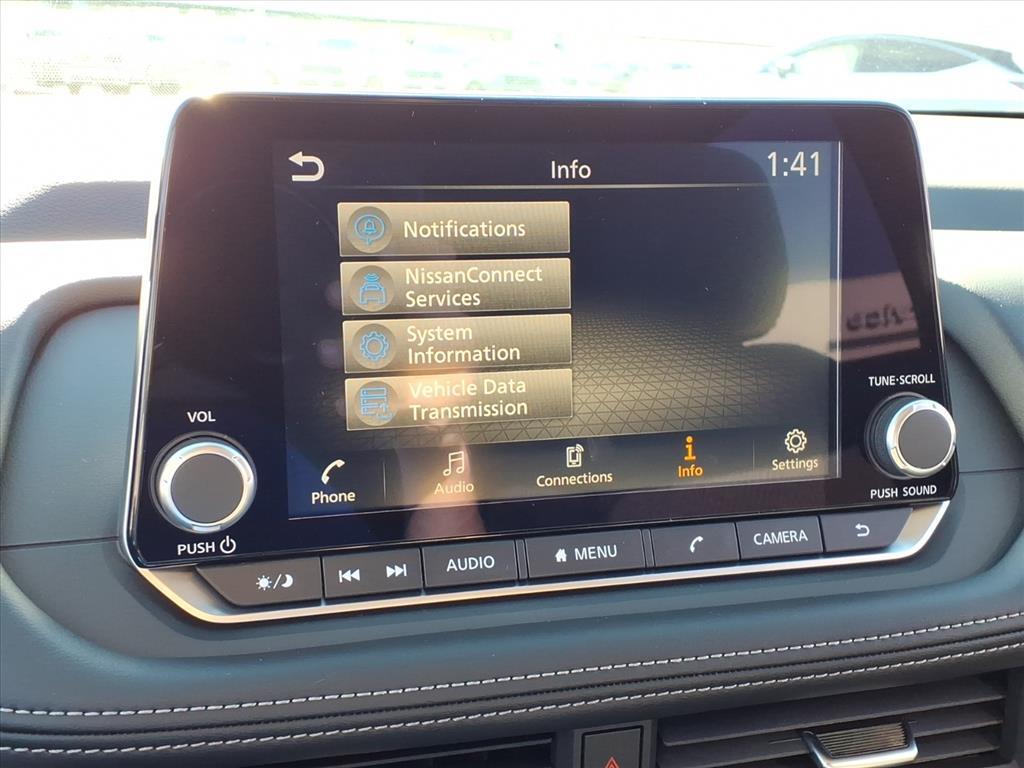 Info
1:41
Notifications
NissanConnect
Services
System
Information
Vehicle Data
Transmission
Phone
Audio
Connections
Info
Settings
VOL
PUSH
TUNE·SCROLL
PUSH SOUND
AUDIO
MENU
CAMERA